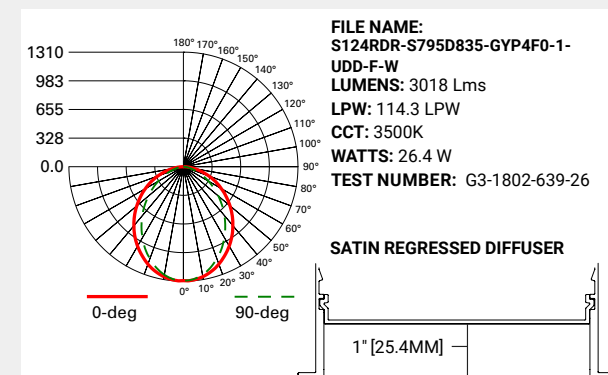 1310
983
655
328
0.0
180° 170° 160° 150° 140° 130° 120° 110° 100° 90° 80° 70° 60° 50° 40° 30° 20° 10° 0°
0-deg
90-deg
FILE NAME:
S124RDR-S795D835-GYP4F0-1-
UDD-F-W
LUMENS: 3018 Lms
LPW: 114.3 LPW
CCT: 3500K
WATTS: 26.4 W
TEST NUMBER: G3-1802-639-26
SATIN REGRESSED DIFFUSER
1" [25.4MM]